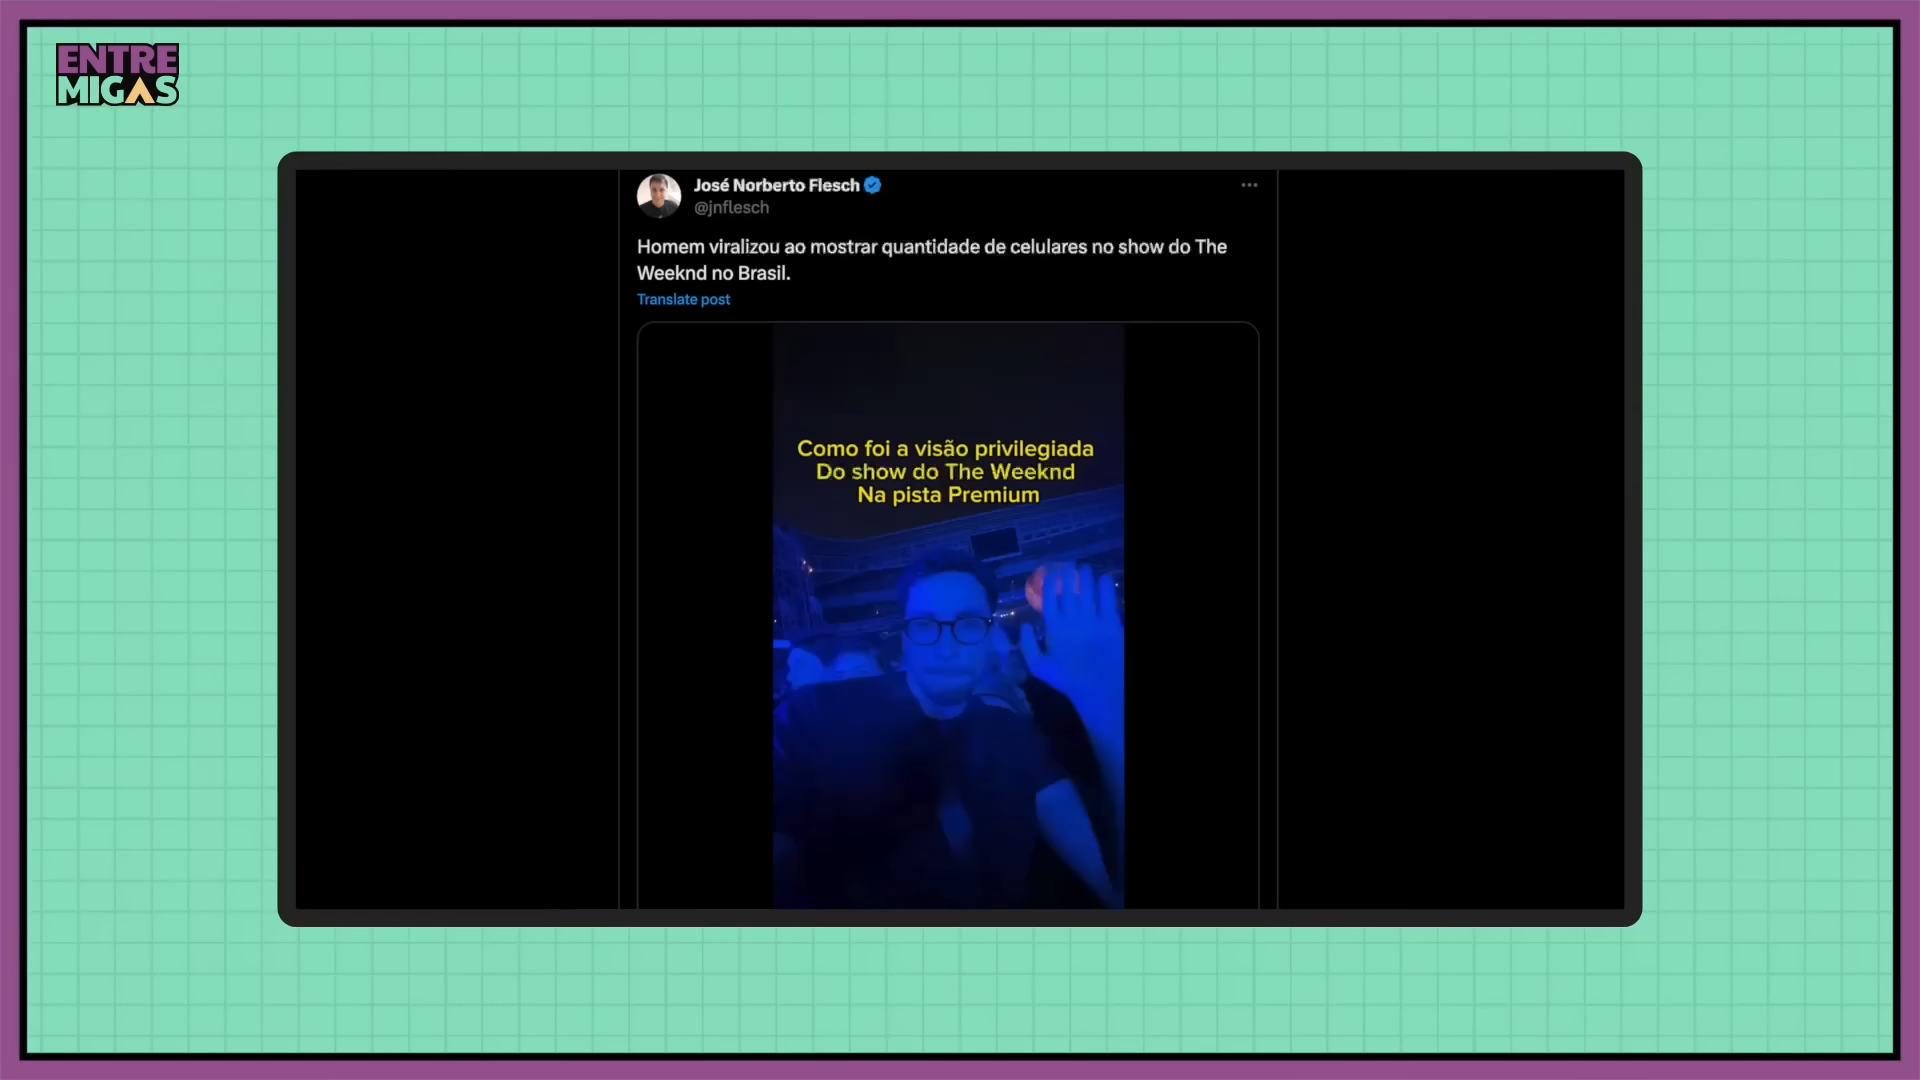 ENTRE
MIGAS
José Norberto Flesch
@jnflesch
Homem viralizou ao mostrar quantidade de celulares no show do The
Weeknd no Brasil.
Translate post
Como foi a visão privilegiada
Do show do The Weeknd
Na pista Premium